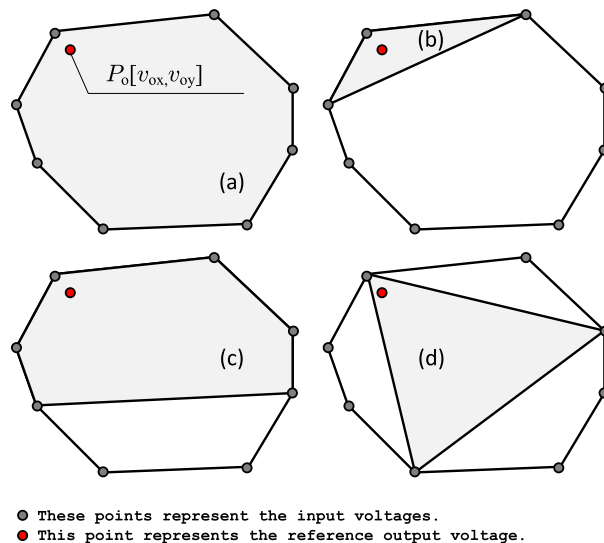 (b)
P_o[v_ox,v_oy]
(a)
(c)
(d)
These points represent the input voltages.
This point represents the reference output voltage.